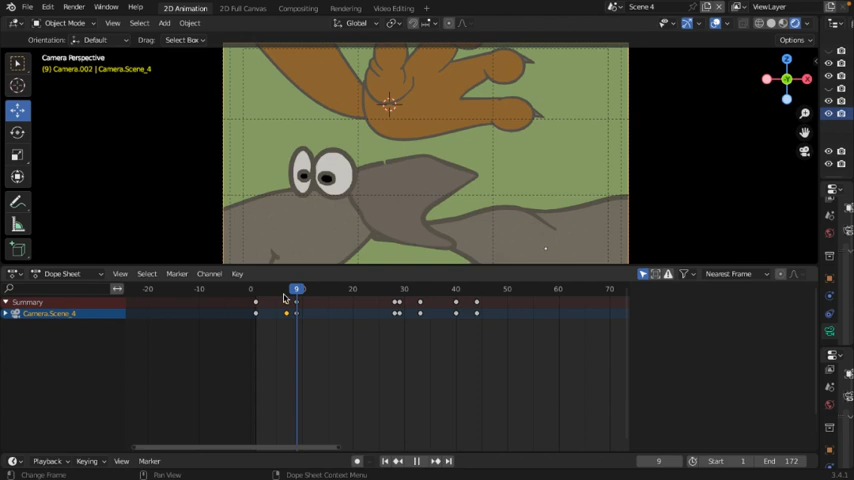 File Edit Render Window Help 2D Animation 2D Full Canvas Compositing Rendering Video Editing Scene 4 ViewLayer
Object Mode View Select Add Object Global
Orientation: Default Drag: Select Box Options
Camera Perspective
(9) Camera.002 | Camera.Scene_4
Z
Y
X
Dope Sheet View Select Marker Channel Key Nearest Frame
-20 -10 0 9 20 30 40 50 60 70
Summary
Camera.Scene_4
Playback Keying View Marker 9 Start 1 End 172
Change Frame Pan View Dope Sheet Context Menu 3.4.1